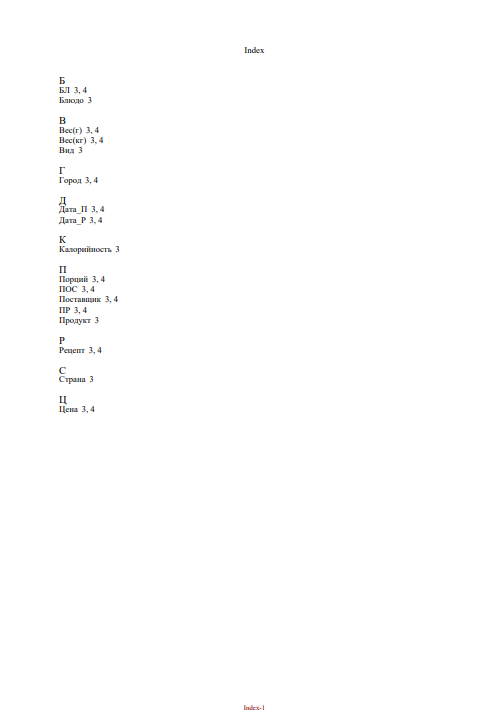 Index
Б
БЛ 3, 4
Блюдо 3
В
Вес(г) 3, 4
Вес(кг) 3, 4
Вид 3
Г
Город 3, 4
Д
Дата_П 3, 4
Дата_Р 3, 4
К
Калорийность 3
П
Порций 3, 4
ПОС 3, 4
Поставщик 3, 4
ПР 3, 4
Продукт 3
Р
Рецепт 3, 4
С
Страна 3
Ц
Цена 3, 4
Index-1